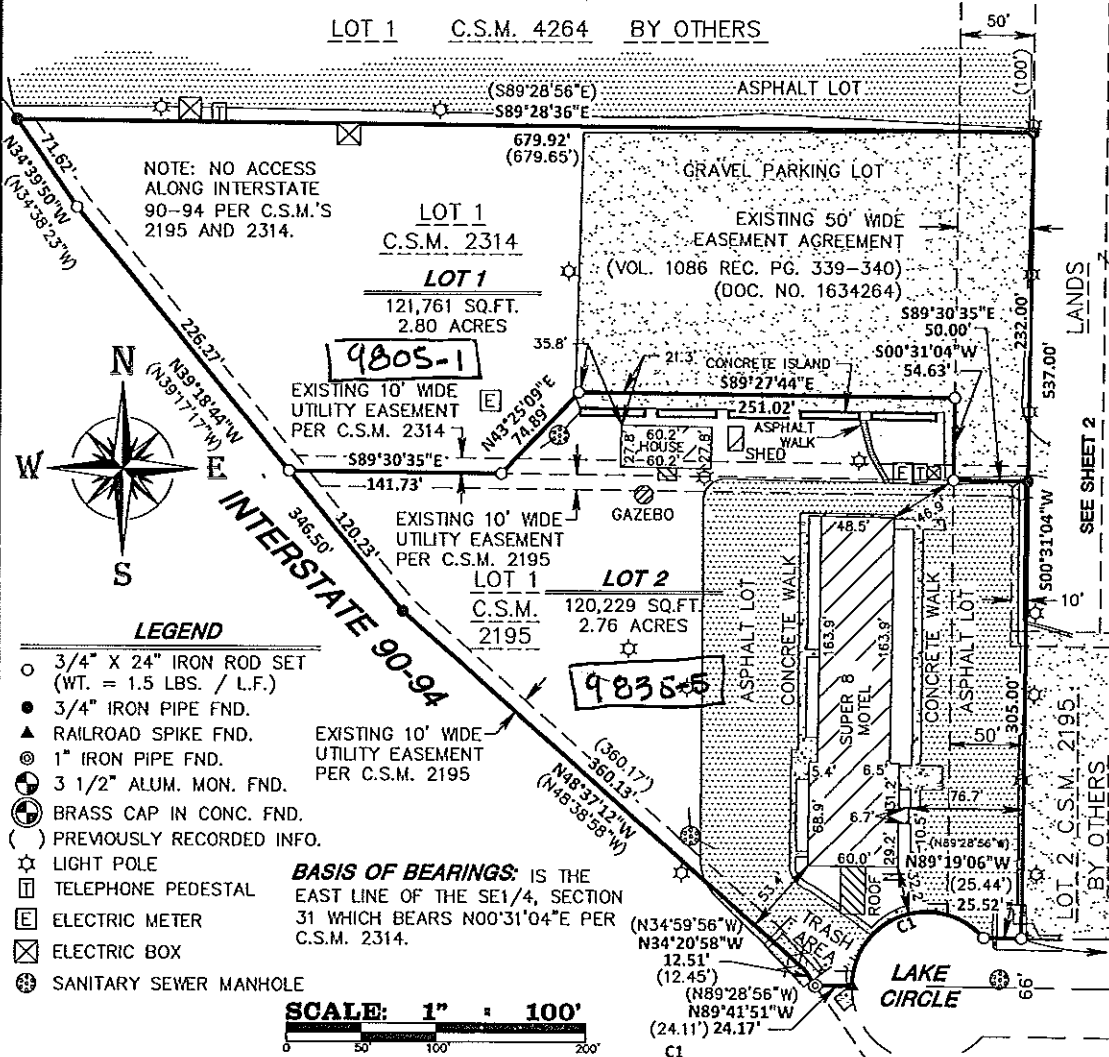 LOT 1 C.S.M. 4264 BY OTHERS
50'
(100')
ASPHALT LOT
(S89°28'56"E)
S89°28'36"E
679.92'
(679.65')
71.62'
N34°39'50"W
(N34°38'23"W)
NOTE: NO ACCESS
ALONG INTERSTATE
90-94 PER C.S.M.'S
2195 AND 2314.
LOT 1
C.S.M. 2314
LOT 1
121,761 SQ.FT.
2.80 ACRES
9805-1
GRAVEL PARKING LOT
EXISTING 50' WIDE
EASEMENT AGREEMENT
(VOL. 1086 REC. PG. 339-340)
(DOC. NO. 1634264)
S89°30'35"E
50.00'
S00°31'04"W
54.63'
232.00'
537.00'
LANDS
SEE SHEET 2
226.27'
N39°18'44"W
(N39°17'17"W)
35.8'
21.3'
CONCRETE ISLAND
S89°27'44"E
251.02'
EXISTING 10' WIDE
UTILITY EASEMENT
PER C.S.M. 2314
E
N43°25'09"E
74.89'
27.8'
60.2'
HOUSE
60.2'
27.8'
SHED
ASPHALT
WALK
E T
N
W E
S
S89°30'35"E
141.73'
EXISTING 10' WIDE
UTILITY EASEMENT
PER C.S.M. 2195
GAZEBO
120.23'
346.50'
INTERSTATE 90-94
LOT 1
C.S.M.
2195
LOT 2
120,229 SQ.FT.
2.76 ACRES
9835-5
146.9'
48.5'
ASPHALT LOT
CONCRETE WALK
163.9'
SUPER 8
MOTEL
163.9'
CONCRETE WALK
ASPHALT LOT
S00°31'04"W
10'
305.00'
50'
LOT 2 C.S.M. 2195
BY OTHERS
LEGEND
3/4" X 24" IRON ROD SET
(WT. = 1.5 LBS. / L.F.)
3/4" IRON PIPE FND.
RAILROAD SPIKE FND.
1" IRON PIPE FND.
3 1/2" ALUM. MON. FND.
BRASS CAP IN CONC. FND.
( ) PREVIOUSLY RECORDED INFO.
LIGHT POLE
T TELEPHONE PEDESTAL
E ELECTRIC METER
ELECTRIC BOX
SANITARY SEWER MANHOLE
EXISTING 10' WIDE
UTILITY EASEMENT
PER C.S.M. 2195
(360.17')
360.13'
N48°37'12"W
(N48°38'58"W)
5.4'
68.9'
6.5'
31.2'
6.7'
10.5'
76.7'
60.0'
29.2'
32.2'
ROOF
53.4'
(N89°28'56"W)
N89°19'06"W
(25.44')
25.52'
BASIS OF BEARINGS: IS THE
EAST LINE OF THE SE1/4, SECTION
31 WHICH BEARS N00°31'04"E PER
C.S.M. 2314.
TRASH
AREA
C1
(N34°59'56"W)
N34°20'58"W
12.51'
(12.45')
(N89°28'56"W)
N89°41'51"W
(24.11') 24.17'
C1
E
LAKE
CIRCLE
66'
SCALE: 1" = 100'
0 50' 100' 200'